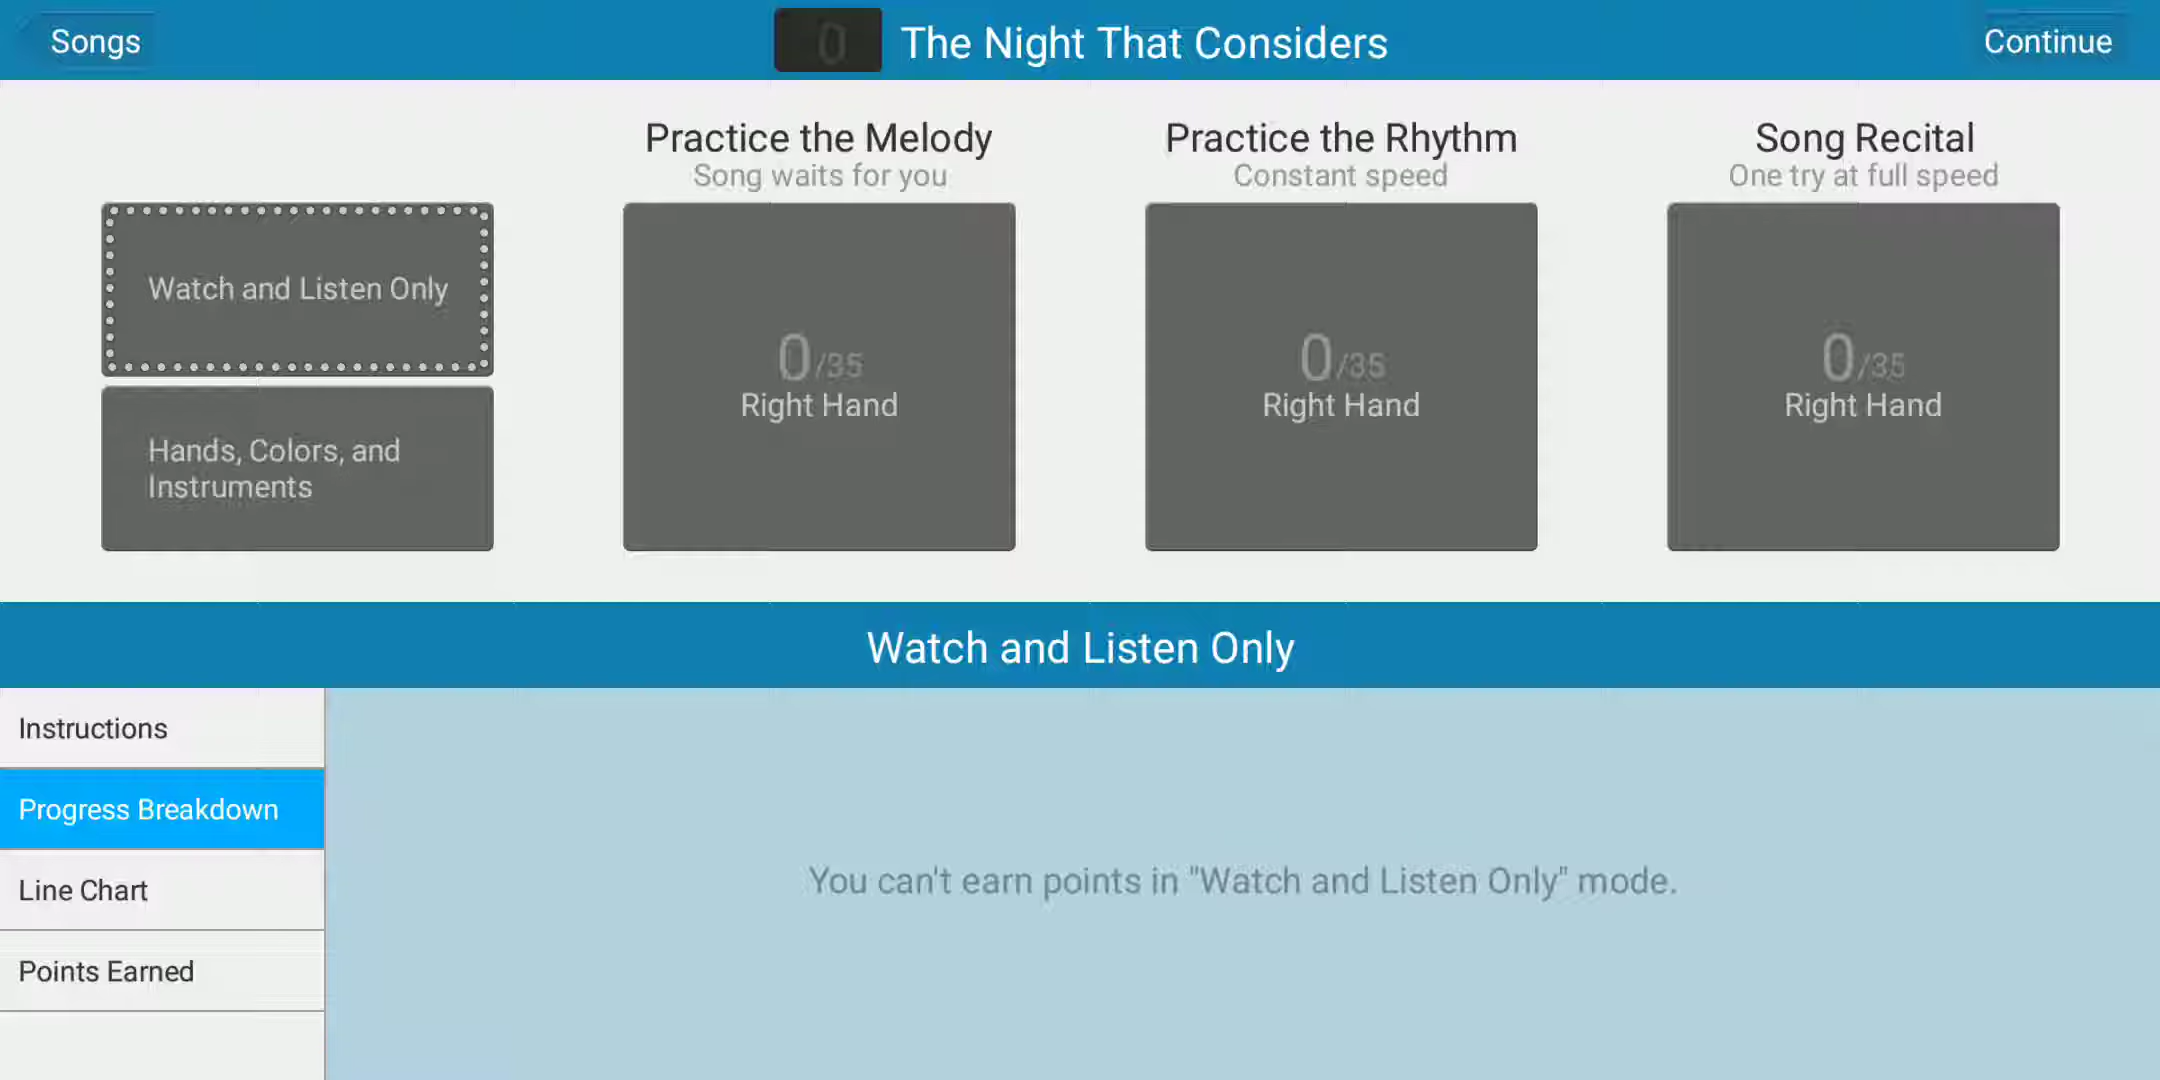 Songs
0
The Night That Considers
Continue
Practice the Melody
Song waits for you
Practice the Rhythm
Constant speed
Song Recital
One try at full speed
Watch and Listen Only
Hands, Colors, and
Instruments
0/35
Right Hand
0/35
Right Hand
0/35
Right Hand
Watch and Listen Only
Instructions
Progress Breakdown
Line Chart
Points Earned
You can't earn points in "Watch and Listen Only" mode.